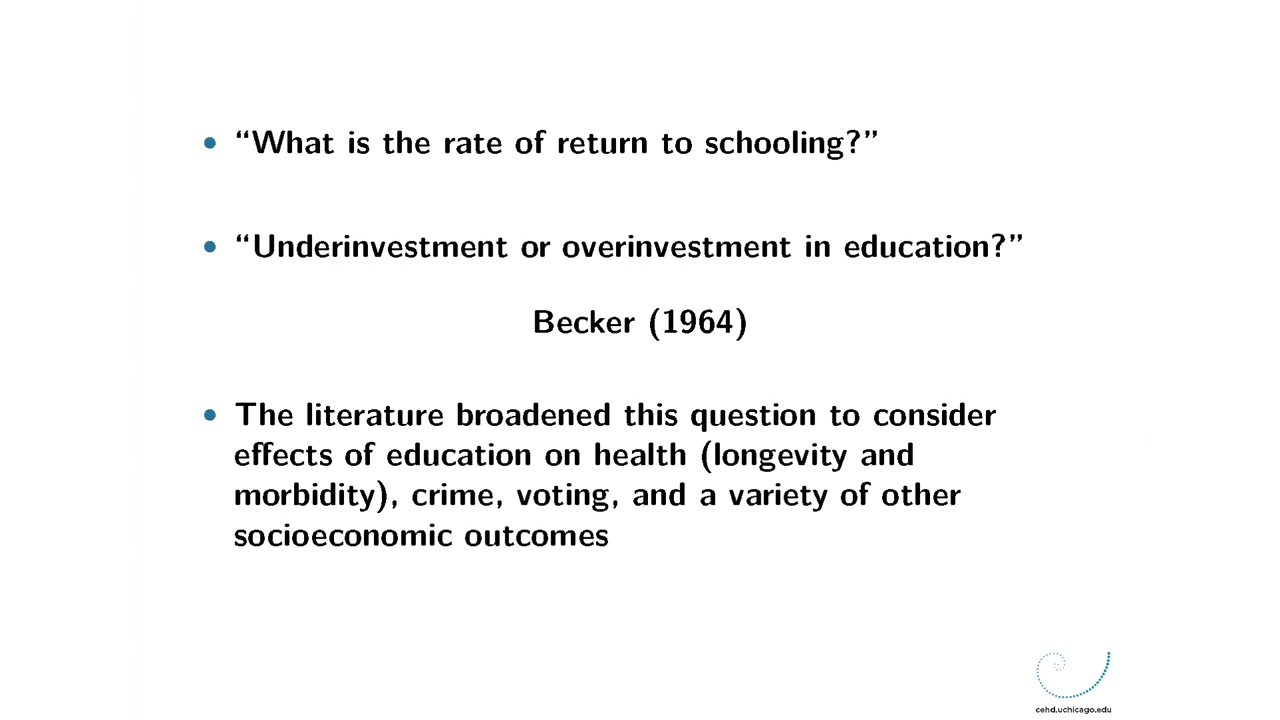 • “What is the rate of return to schooling?”
• “Underinvestment or overinvestment in education?”
Becker (1964)
• The literature broadened this question to consider
effects of education on health (longevity and
morbidity), crime, voting, and a variety of other
socioeconomic outcomes
cehd.uchicago.edu